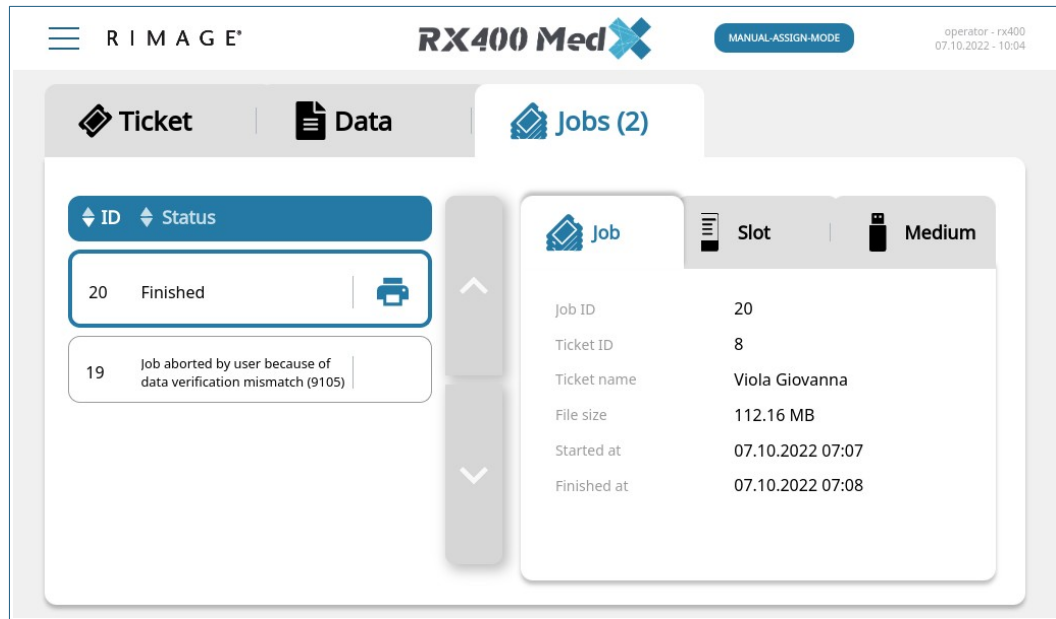 RIMAGE®
RX400 MedX
MANUAL-ASSIGN-MODE
operator - rx400
07.10.2022 - 10:04
Ticket
Data
Jobs (2)
ID
Status
20
Finished
19
Job aborted by user because of
data verification mismatch (9105)
Job
Slot
Medium
Job ID
20
Ticket ID
8
Ticket name
Viola Giovanna
File size
112.16 MB
Started at
07.10.2022 07:07
Finished at
07.10.2022 07:08